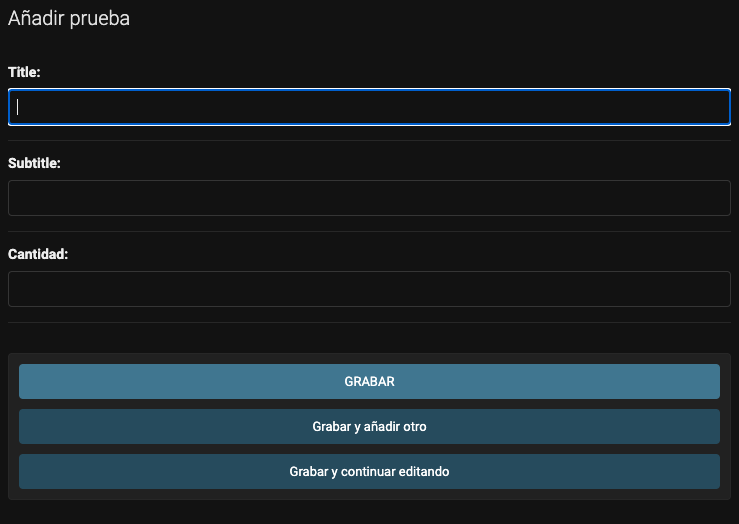 Añadir prueba
Title:
Subtitle:
Cantidad:
GRABAR
Grabar y añadir otro
Grabar y continuar editando